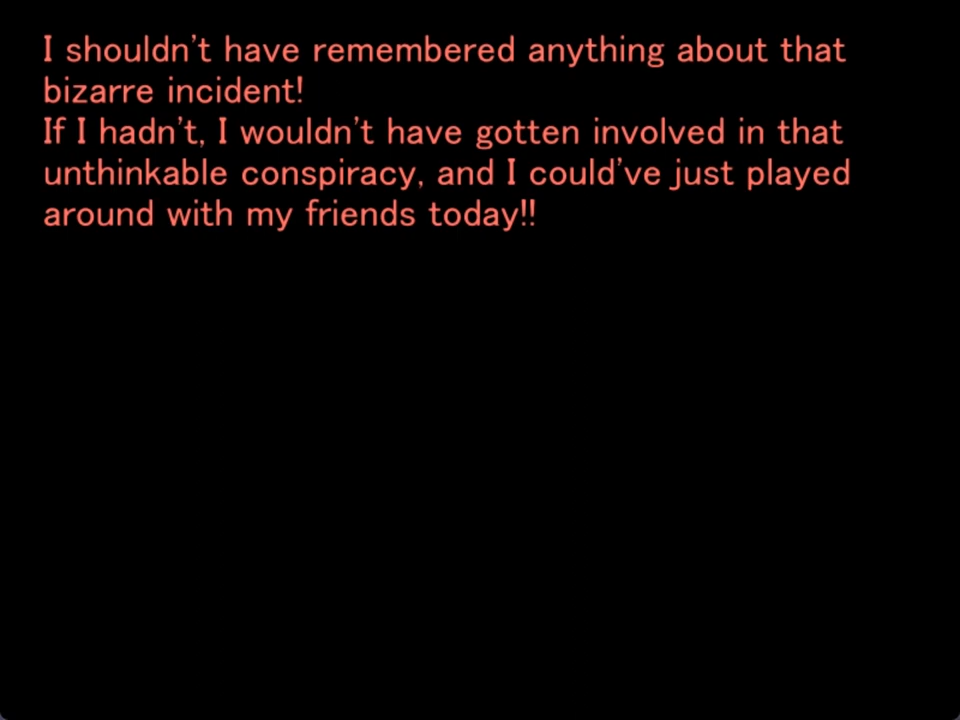 I shouldn't have remembered anything about that
bizarre incident!
If I hadn't, I wouldn't have gotten involved in that
unthinkable conspiracy, and I could've just played
around with my friends today!!